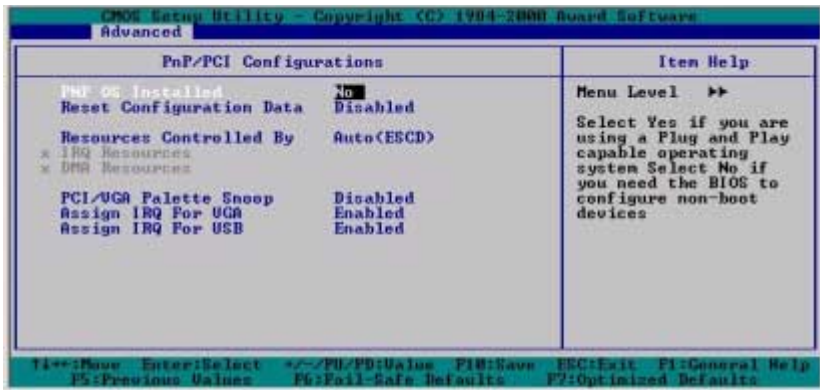 CMOS Setup Utility - Copyright (C) 1984-2000 Award Software
Advanced
PnP/PCI Configurations
Item Help
PNP OS Installed No
Reset Configuration Data Disabled
Resources Controlled By Auto(ESCD)
x IRQ Resources
x DMA Resources
PCI/VGA Palette Snoop Disabled
Assign IRQ For VGA Enabled
Assign IRQ For USB Enabled
Menu Level ▶▶
Select Yes if you are
using a Plug and Play
capable operating
system Select No if
you need the BIOS to
configure non-boot
devices
↑↓←→:Move Enter:Select +/-/PU/PD:Value F10:Save ESC:Exit F1:General Help
F5:Previous Values F6:Fail-Safe Defaults F7:Optimized Defaults